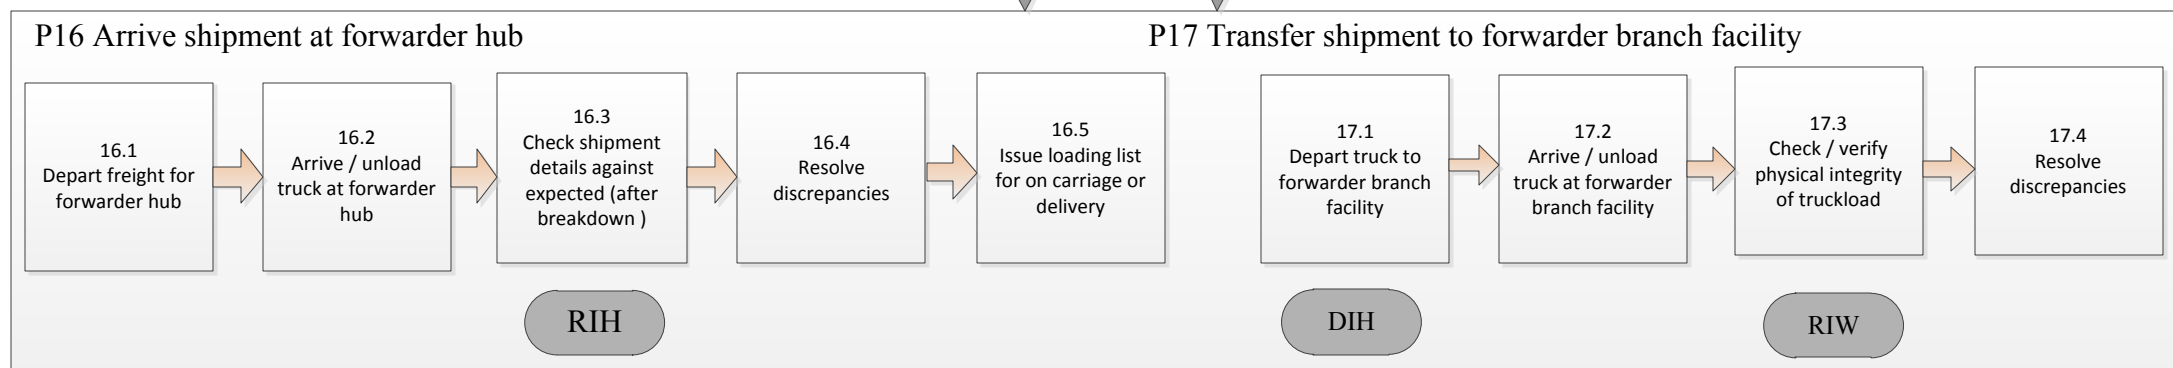 P16 Arrive shipment at forwarder hub
16.1
Depart freight for
forwarder hub
16.2
Arrive / unload
truck at forwarder
hub
16.3
Check shipment
details against
expected (after
breakdown )
16.4
Resolve
discrepancies
16.5
Issue loading list
for on carriage or
delivery
RIH
P17 Transfer shipment to forwarder branch facility
17.1
Depart truck to
forwarder branch
facility
17.2
Arrive / unload
truck at forwarder
branch facility
17.3
Check / verify
physical integrity
of truckload
17.4
Resolve
discrepancies
DIH
RIW